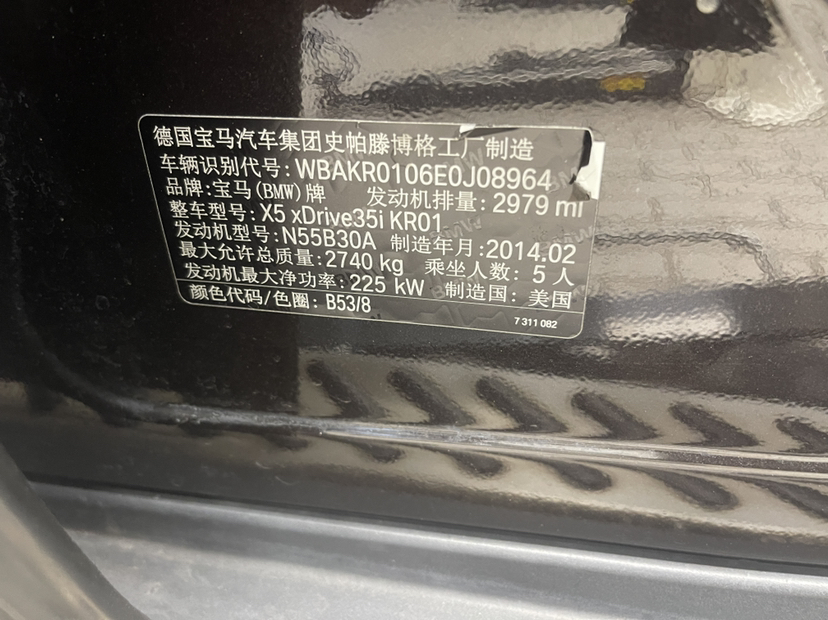 德国宝马汽车集团史帕滕博格工厂制造
车辆识别代号: WBAKR0106E0J08964
品牌: 宝马(BMW)牌 发动机排量: 2979 ml
整车型号: X5 xDrive35i KR01
发动机型号: N55B30A 制造年月: 2014.02
最大允许总质量: 2740 kg 乘坐人数: 5 人
发动机最大净功率: 225 kW 制造国: 美国
颜色代码/色圈: B53/8
7 311 082